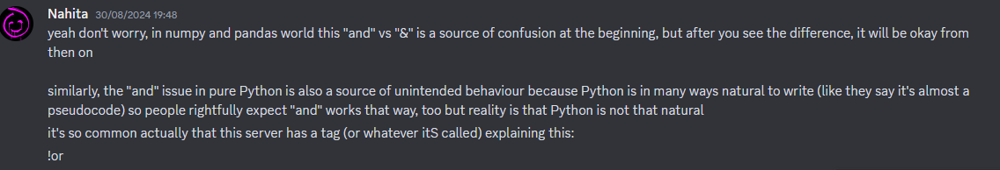 Nahita 30/08/2024 19:48
yeah don't worry, in numpy and pandas world this "and" vs "&" is a source of confusion at the beginning, but after you see the difference, it will be okay from
then on
similarly, the "and" issue in pure Python is also a source of unintended behaviour because Python is in many ways natural to write (like they say it's almost a
pseudocode) so people rightfully expect "and" works that way, too but reality is that Python is not that natural
it's so common actually that this server has a tag (or whatever itS called) explaining this:
!or